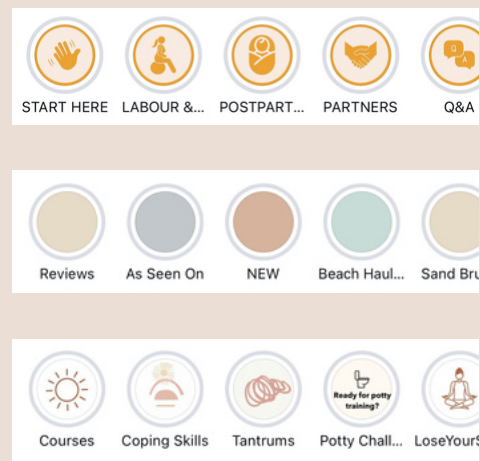 Q
A
START HERE
LABOUR &...
POSTPART...
PARTNERS
Q&A
Reviews
As Seen On
NEW
Beach Haul...
Sand Bru
Ready for potty
training?
Courses
Coping Skills
Tantrums
Potty Chall...
LoseYourS